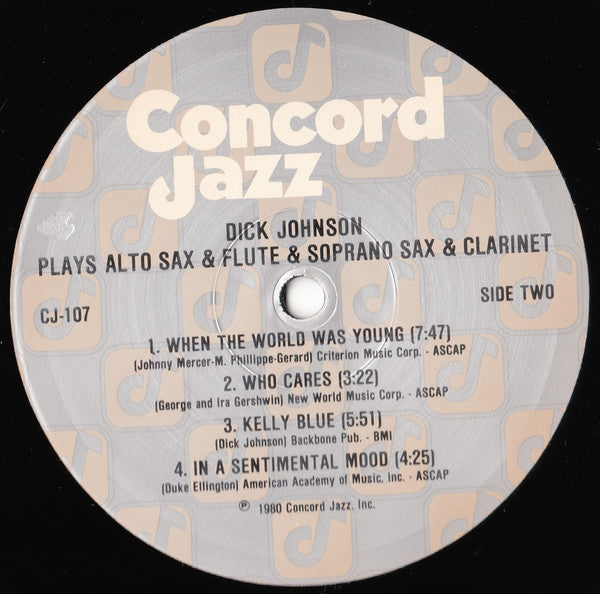 Concord
Jazz
DICK JOHNSON
PLAYS ALTO SAX & FLUTE & SOPRANO SAX & CLARINET
CJ-107
SIDE TWO
1. WHEN THE WORLD WAS YOUNG (7:47)
(Johnny Mercer-M. Phillippe-Gerard) Criterion Music Corp. - ASCAP
2. WHO CARES (3:22)
(George and Ira Gershwin) New World Music Corp. - ASCAP
3. KELLY BLUE (5:51)
(Dick Johnson) Backbone Pub. - BMI
4. IN A SENTIMENTAL MOOD (4:25)
(Duke Ellington) American Academy of Music, Inc. - ASCAP
℗ 1980 Concord Jazz, Inc.